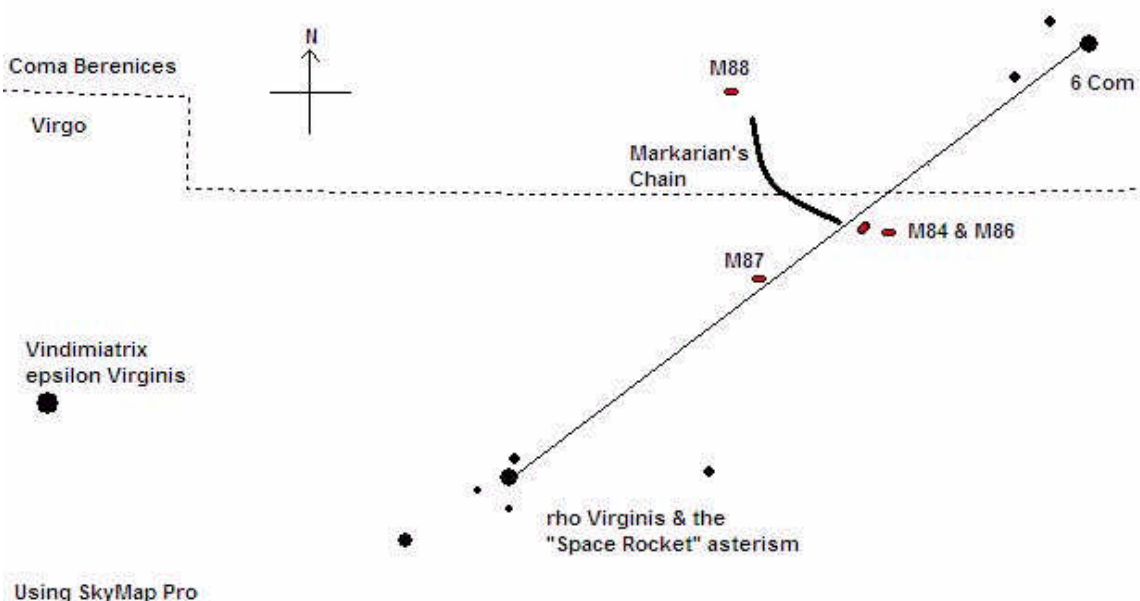 N
Coma Berenices
Virgo
M88
6 Com
Markarian's
Chain
M84 & M86
M87
Vindimiatrix
epsilon Virginis
rho Virginis & the
"Space Rocket" asterism
Using SkyMap Pro